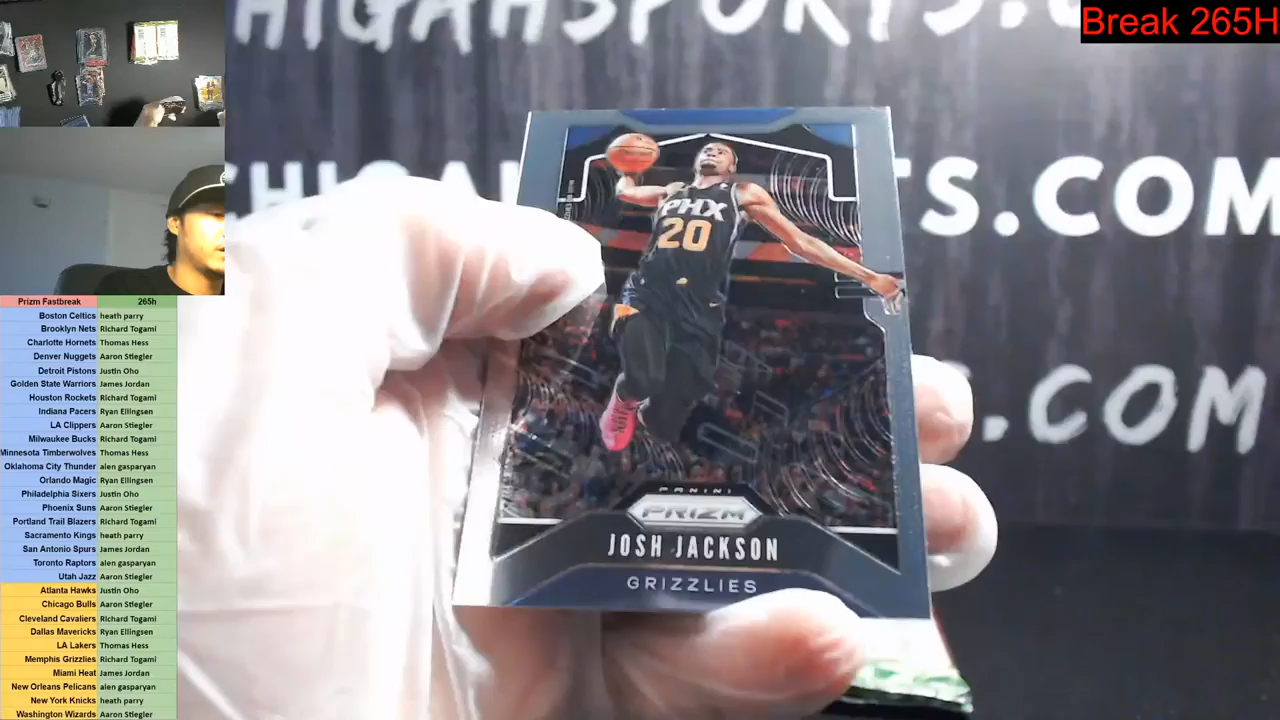 HIGAHSPORTS.C
Break 265H
CHIGAH
TS.COM
S.COM
PHX
20
PANINI
PRIZM
JOSH JACKSON
GRIZZLIES
Prizm Fastbreak 265h
Boston Celtics heath parry
Brooklyn Nets Richard Togami
Charlotte Hornets Thomas Hess
Denver Nuggets Aaron Stiegler
Detroit Pistons Justin Oho
Golden State Warriors James Jordan
Houston Rockets Richard Togami
Indiana Pacers Ryan Ellingsen
LA Clippers Aaron Stiegler
Milwaukee Bucks Richard Togami
Minnesota Timberwolves Thomas Hess
Oklahoma City Thunder alen gasparyan
Orlando Magic Ryan Ellingsen
Philadelphia Sixers Justin Oho
Phoenix Suns Aaron Stiegler
Portland Trail Blazers Richard Togami
Sacramento Kings heath parry
San Antonio Spurs James Jordan
Toronto Raptors alen gasparyan
Utah Jazz Aaron Stiegler
Atlanta Hawks Justin Oho
Chicago Bulls Aaron Stiegler
Cleveland Cavaliers Richard Togami
Dallas Mavericks Ryan Ellingsen
LA Lakers Thomas Hess
Memphis Grizzlies Richard Togami
Miami Heat James Jordan
New Orleans Pelicans alen gasparyan
New York Knicks heath parry
Washington Wizards Aaron Stiegler